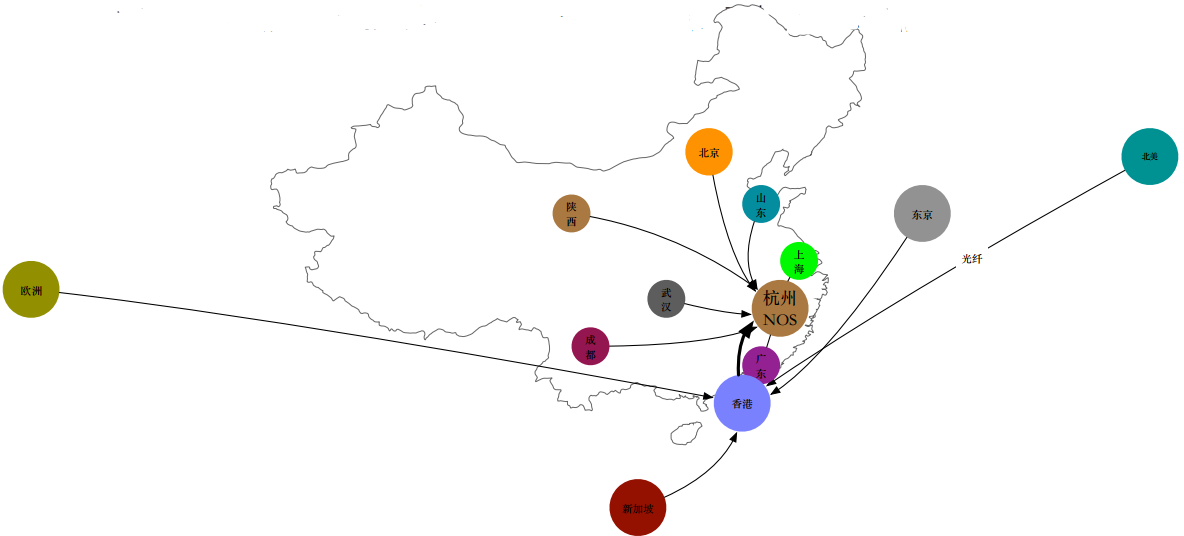 北京
北美
山
东
陕
西
东京
上
海
光纤
欧洲
武
汉
杭州
NOS
成
都
广
东
香港
新加坡